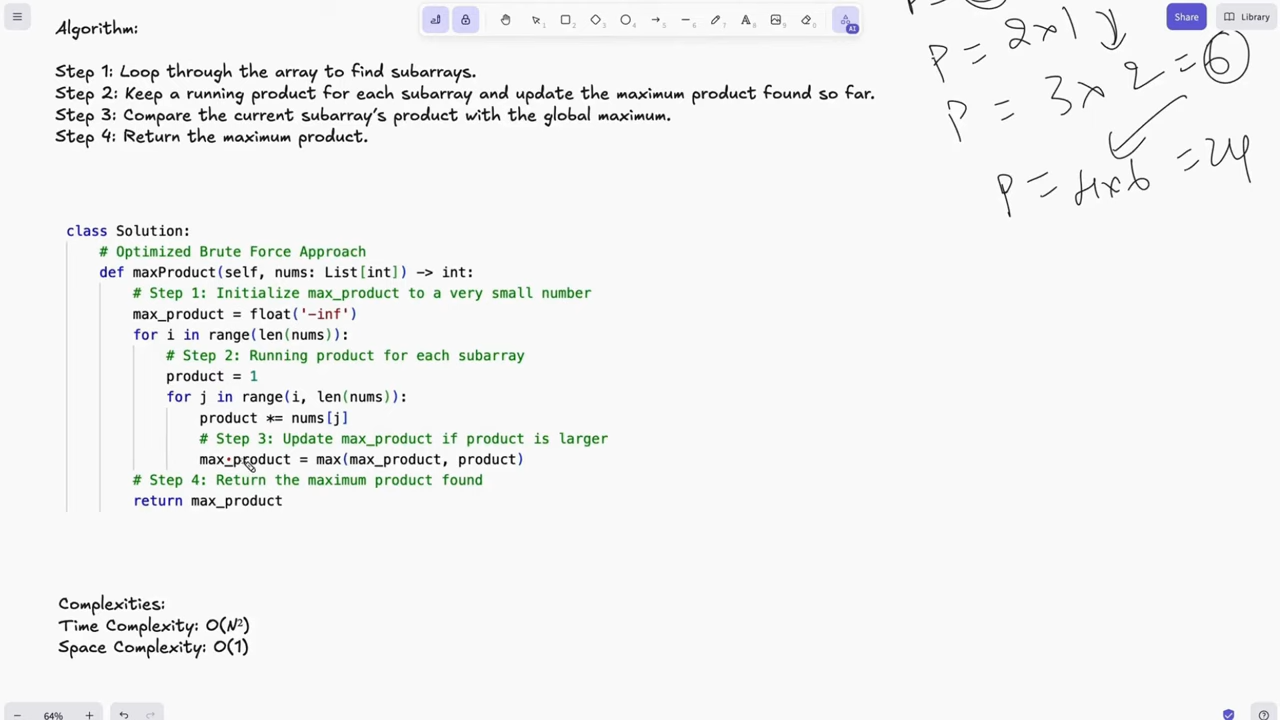 Algorithm:
Share
Library
Step 1: Loop through the array to find subarrays.
Step 2: Keep a running product for each subarray and update the maximum product found so far.
Step 3: Compare the current subarray's product with the global maximum.
Step 4: Return the maximum product.
P = 2x1
P = 3x2 = 6
P = 4x6 = 24
class Solution:
# Optimized Brute Force Approach
def maxProduct(self, nums: List[int]) -> int:
# Step 1: Initialize max_product to a very small number
max_product = float('-inf')
for i in range(len(nums)):
# Step 2: Running product for each subarray
product = 1
for j in range(i, len(nums)):
product *= nums[j]
# Step 3: Update max_product if product is larger
max_product = max(max_product, product)
# Step 4: Return the maximum product found
return max_product
Complexities:
Time Complexity: O(N²)
Space Complexity: O(1)
64%